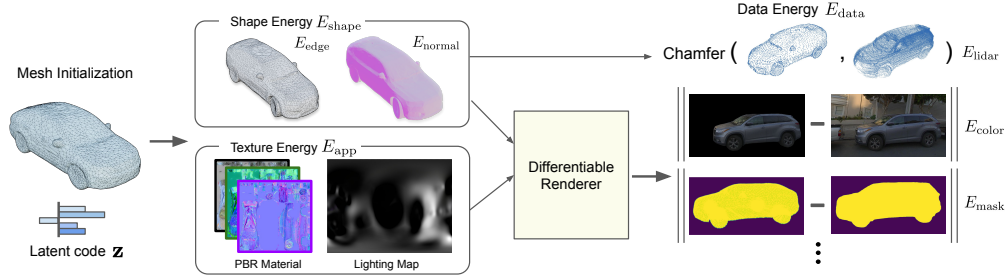 Mesh Initialization
Latent code z
Shape Energy E_shape
E_edge
E_normal
Texture Energy E_app
PBR Material
Lighting Map
Differentiable
Renderer
Data Energy E_data
Chamfer ( , ) E_lidar
E_color
E_mask